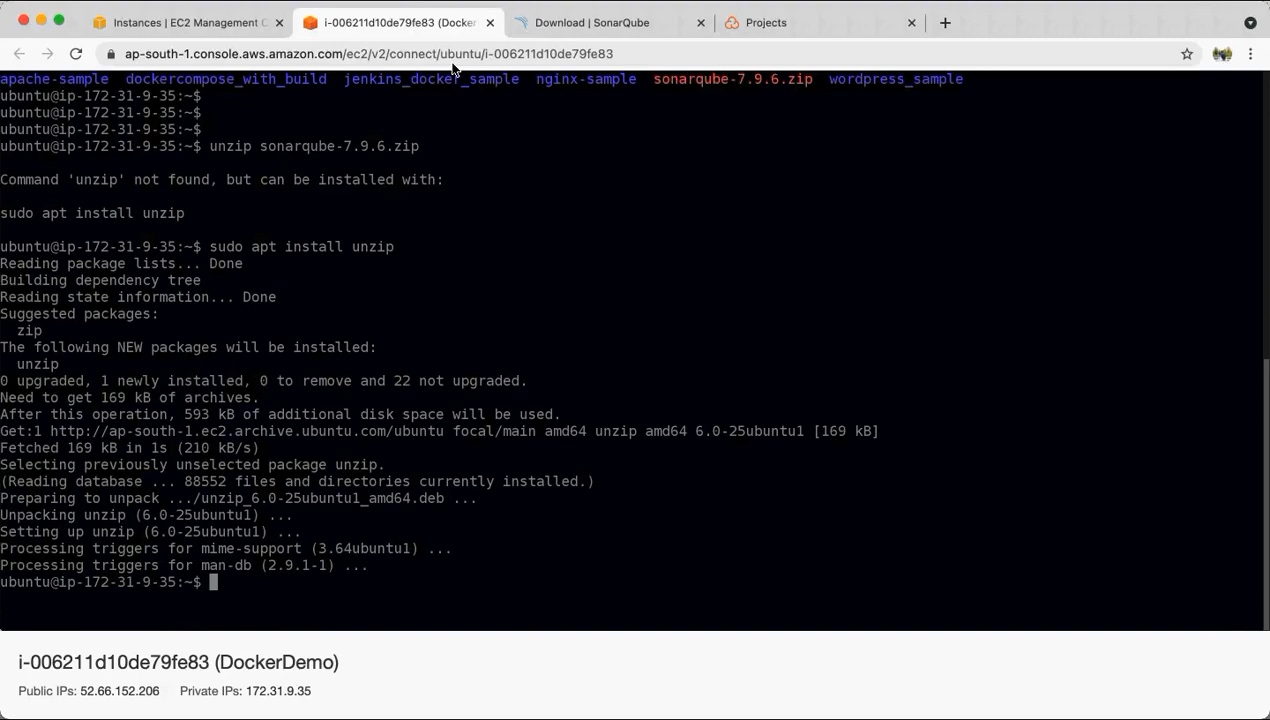 Instances | EC2 Management C
i-006211d10de79fe83 (Docker
Download | SonarQube
Projects
ap-south-1.console.aws.amazon.com/ec2/v2/connect/ubuntu/i-006211d10de79fe83
apache-sample dockercompose_with_build jenkins_docker_sample nginx-sample sonarqube-7.9.6.zip wordpress_sample
ubuntu@ip-172-31-9-35:~$
ubuntu@ip-172-31-9-35:~$
ubuntu@ip-172-31-9-35:~$
ubuntu@ip-172-31-9-35:~$ unzip sonarqube-7.9.6.zip
Command 'unzip' not found, but can be installed with:
sudo apt install unzip
ubuntu@ip-172-31-9-35:~$ sudo apt install unzip
Reading package lists... Done
Building dependency tree
Reading state information... Done
Suggested packages:
zip
The following NEW packages will be installed:
unzip
0 upgraded, 1 newly installed, 0 to remove and 22 not upgraded.
Need to get 169 kB of archives.
After this operation, 593 kB of additional disk space will be used.
Get:1 http://ap-south-1.ec2.archive.ubuntu.com/ubuntu focal/main amd64 unzip amd64 6.0-25ubuntu1 [169 kB]
Fetched 169 kB in 1s (210 kB/s)
Selecting previously unselected package unzip.
(Reading database ... 88552 files and directories currently installed.)
Preparing to unpack .../unzip_6.0-25ubuntu1_amd64.deb ...
Unpacking unzip (6.0-25ubuntu1) ...
Setting up unzip (6.0-25ubuntu1) ...
Processing triggers for mime-support (3.64ubuntu1) ...
Processing triggers for man-db (2.9.1-1) ...
ubuntu@ip-172-31-9-35:~$
i-006211d10de79fe83 (DockerDemo)
Public IPs: 52.66.152.206 Private IPs: 172.31.9.35